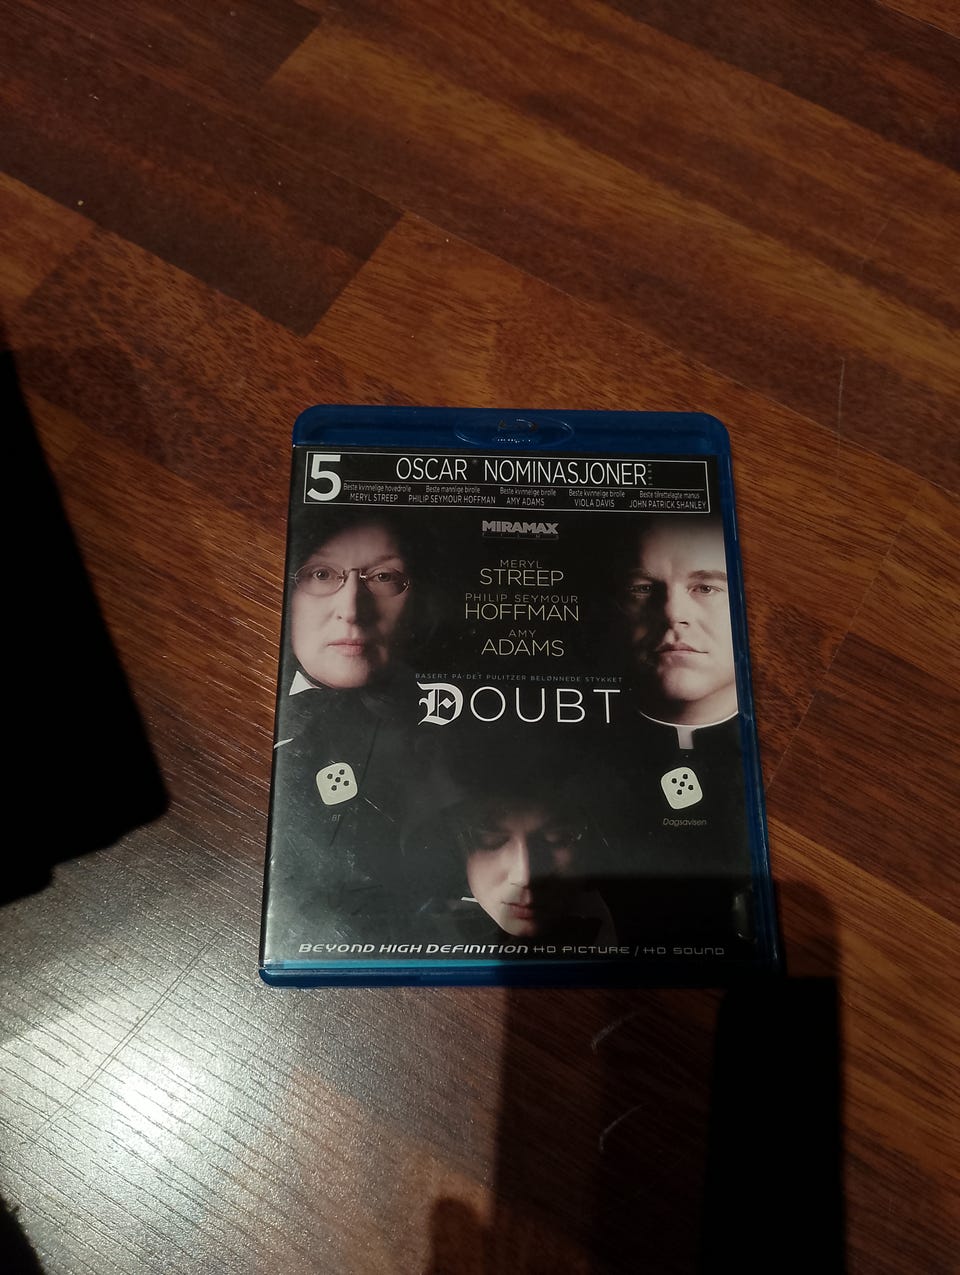 5 OSCAR NOMINASJONER
Beste kvinnelige hovedrolle Beste mannlige birolle Beste kvinnelige birolle Beste kvinnelige birolle Beste tilrettelagte manus
MERYL STREEP PHILIP SEYMOUR HOFFMAN AMY ADAMS VIOLA DAVIS JOHN PATRICK SHANLEY
MIRAMAX
FILMS
MERYL
STREEP
PHILIP SEYMOUR
HOFFMAN
AMY
ADAMS
BASERT PÅ DET PULITZER BELØNNEDE STYKKET
DOUBT
BT
Dagsavisen
BEYOND HIGH DEFINITION HD PICTURE / HD SOUND